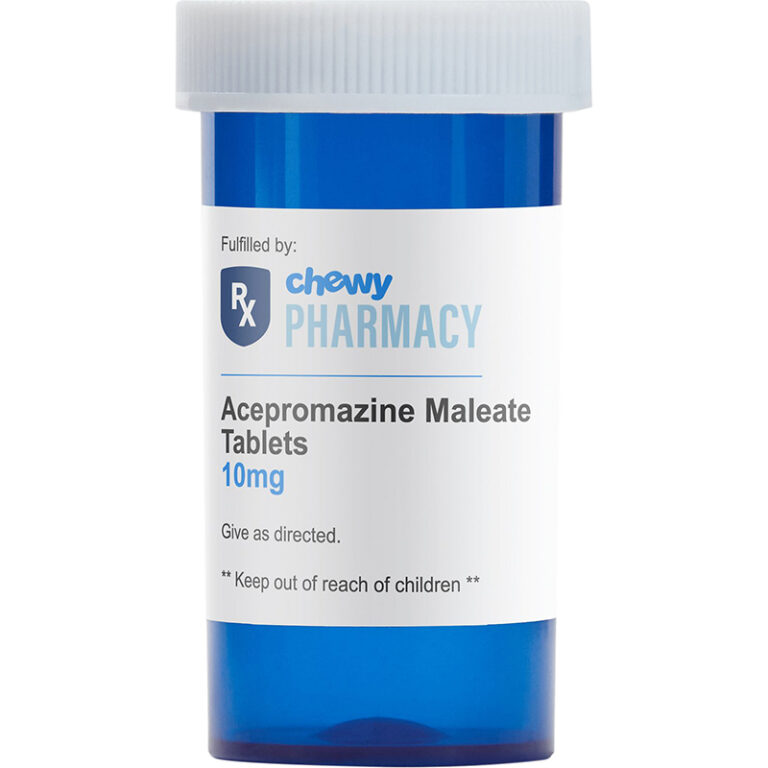 Fulfilled by:
Rx
chewy
PHARMACY
Acepromazine Maleate
Tablets
10mg
Give as directed.
** Keep out of reach of children **